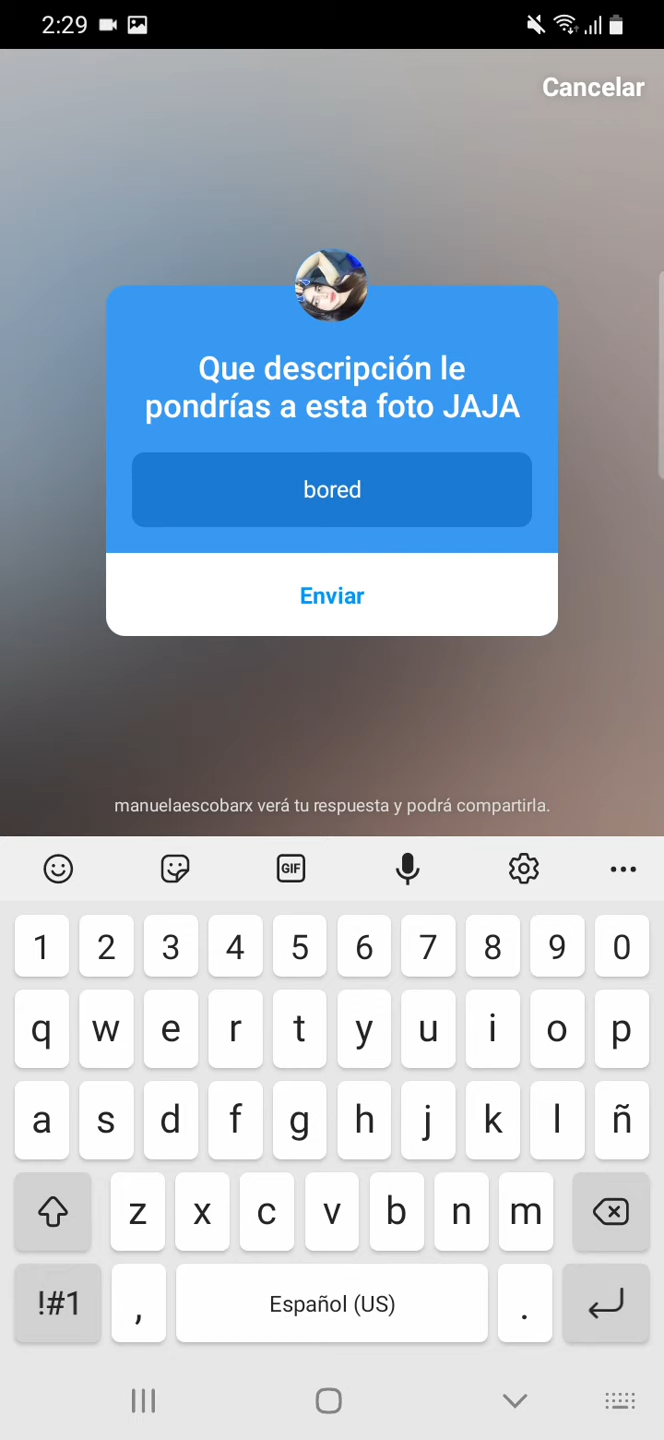 2:29
Cancelar
Que descripción le
pondrías a esta foto JAJA
bored
Enviar
manuelaescobarx verá tu respuesta y podrá compartirla.
GIF
1 2 3 4 5 6 7 8 9 0
q w e r t y u i o p
a s d f g h j k l ñ
z x c v b n m
!#1 , Español (US) .